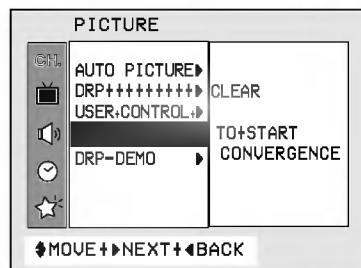 PICTURE
CH.
AUTO PICTURE
DRP+++++++++ CLEAR
USER+CONTROL+
TO+START
CONVERGENCE
DRP-DEMO
MOVE+NEXT+BACK